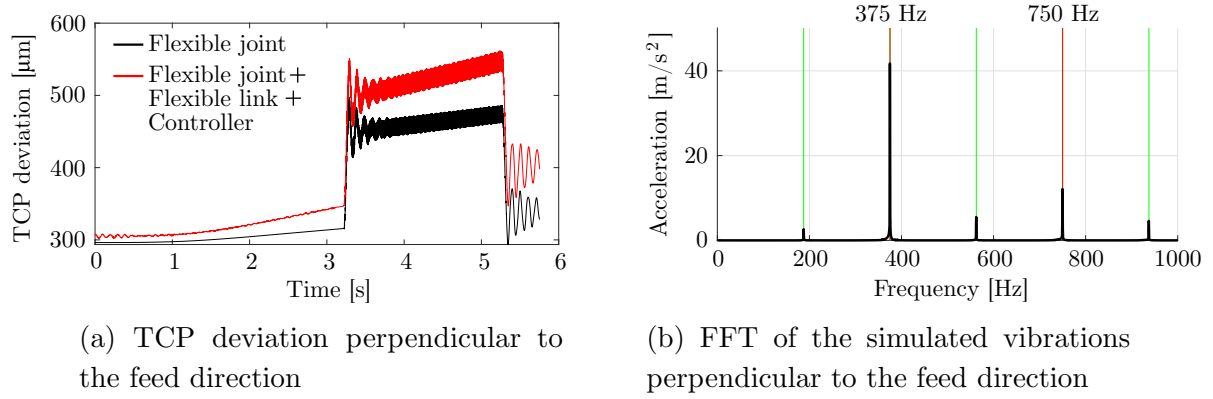 600
500
400
300
TCP deviation [µm]
Flexible joint
Flexible joint+
Flexible link+
Controller
0 1 2 3 4 5 6
Time [s]
(a) TCP deviation perpendicular to
the feed direction
375 Hz 750 Hz
40
20
0
Acceleration [m/s²]
0 200 400 600 800 1000
Frequency [Hz]
(b) FFT of the simulated vibrations
perpendicular to the feed direction